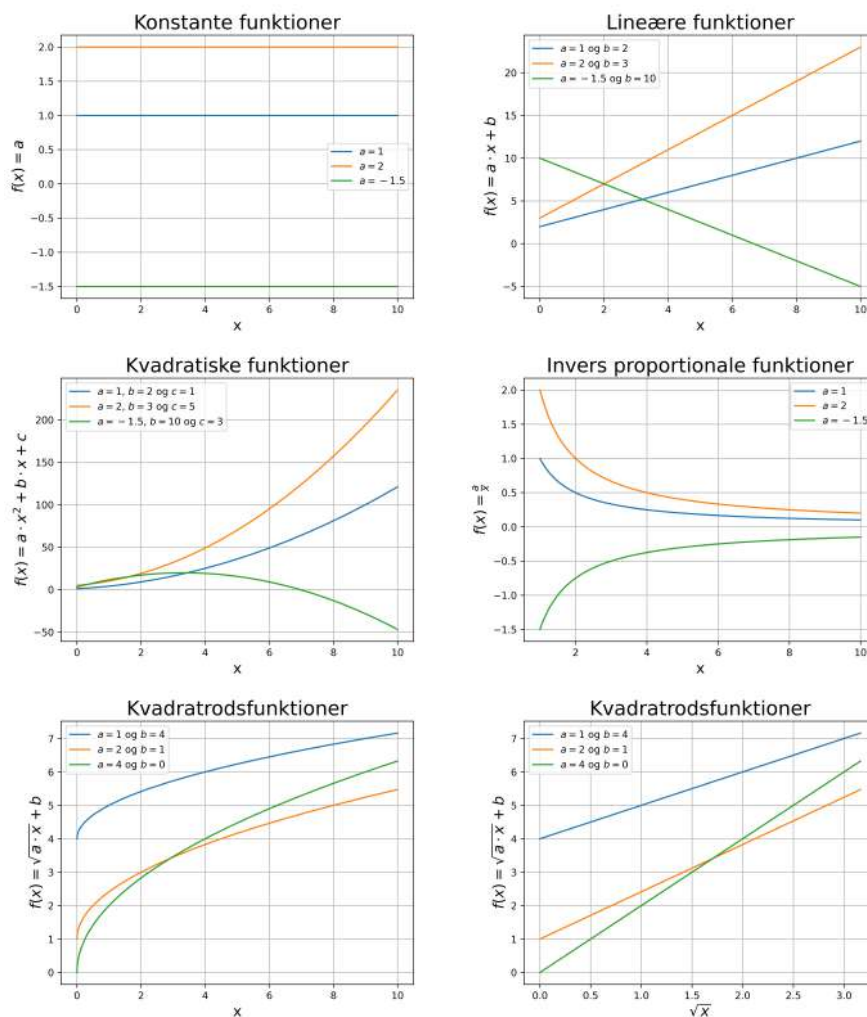 Konstante funktioner
f(x) = a
2.0
1.5
1.0
0.5
0.0
−0.5
−1.0
−1.5
a = 1
a = 2
a = −1.5
0 2 4 6 8 10
x
Lineære funktioner
f(x) = a · x + b
20
15
10
5
0
−5
a = 1 og b = 2
a = 2 og b = 3
a = −1.5 og b = 10
0 2 4 6 8 10
x
Kvadratiske funktioner
f(x) = a · x² + b · x + c
200
150
100
50
0
−50
a = 1, b = 2 og c = 1
a = 2, b = 3 og c = 5
a = −1.5, b = 10 og c = 3
0 2 4 6 8 10
x
Invers proportionale funktioner
f(x) = a/x
2.0
1.5
1.0
0.5
0.0
−0.5
−1.0
−1.5
a = 1
a = 2
a = −1.5
2 4 6 8 10
x
Kvadratrodsfunktioner
f(x) = √a · x + b
7
6
5
4
3
2
1
0
a = 1 og b = 4
a = 2 og b = 1
a = 4 og b = 0
0 2 4 6 8 10
x
Kvadratrodsfunktioner
f(x) = √a · x + b
7
6
5
4
3
2
1
0
a = 1 og b = 4
a = 2 og b = 1
a = 4 og b = 0
0.0 0.5 1.0 1.5 2.0 2.5 3.0
√x